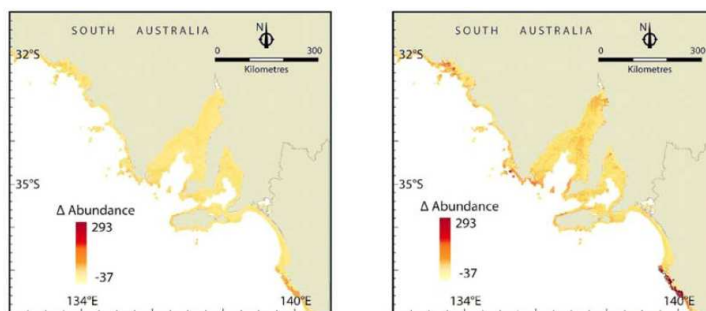 SOUTH AUSTRALIA
N
0 300
Kilometres
32°S
35°S
Δ Abundance
293
-37
134°E 140°E
SOUTH AUSTRALIA
N
0 300
Kilometres
32°S
35°S
Δ Abundance
293
-37
134°E 140°E